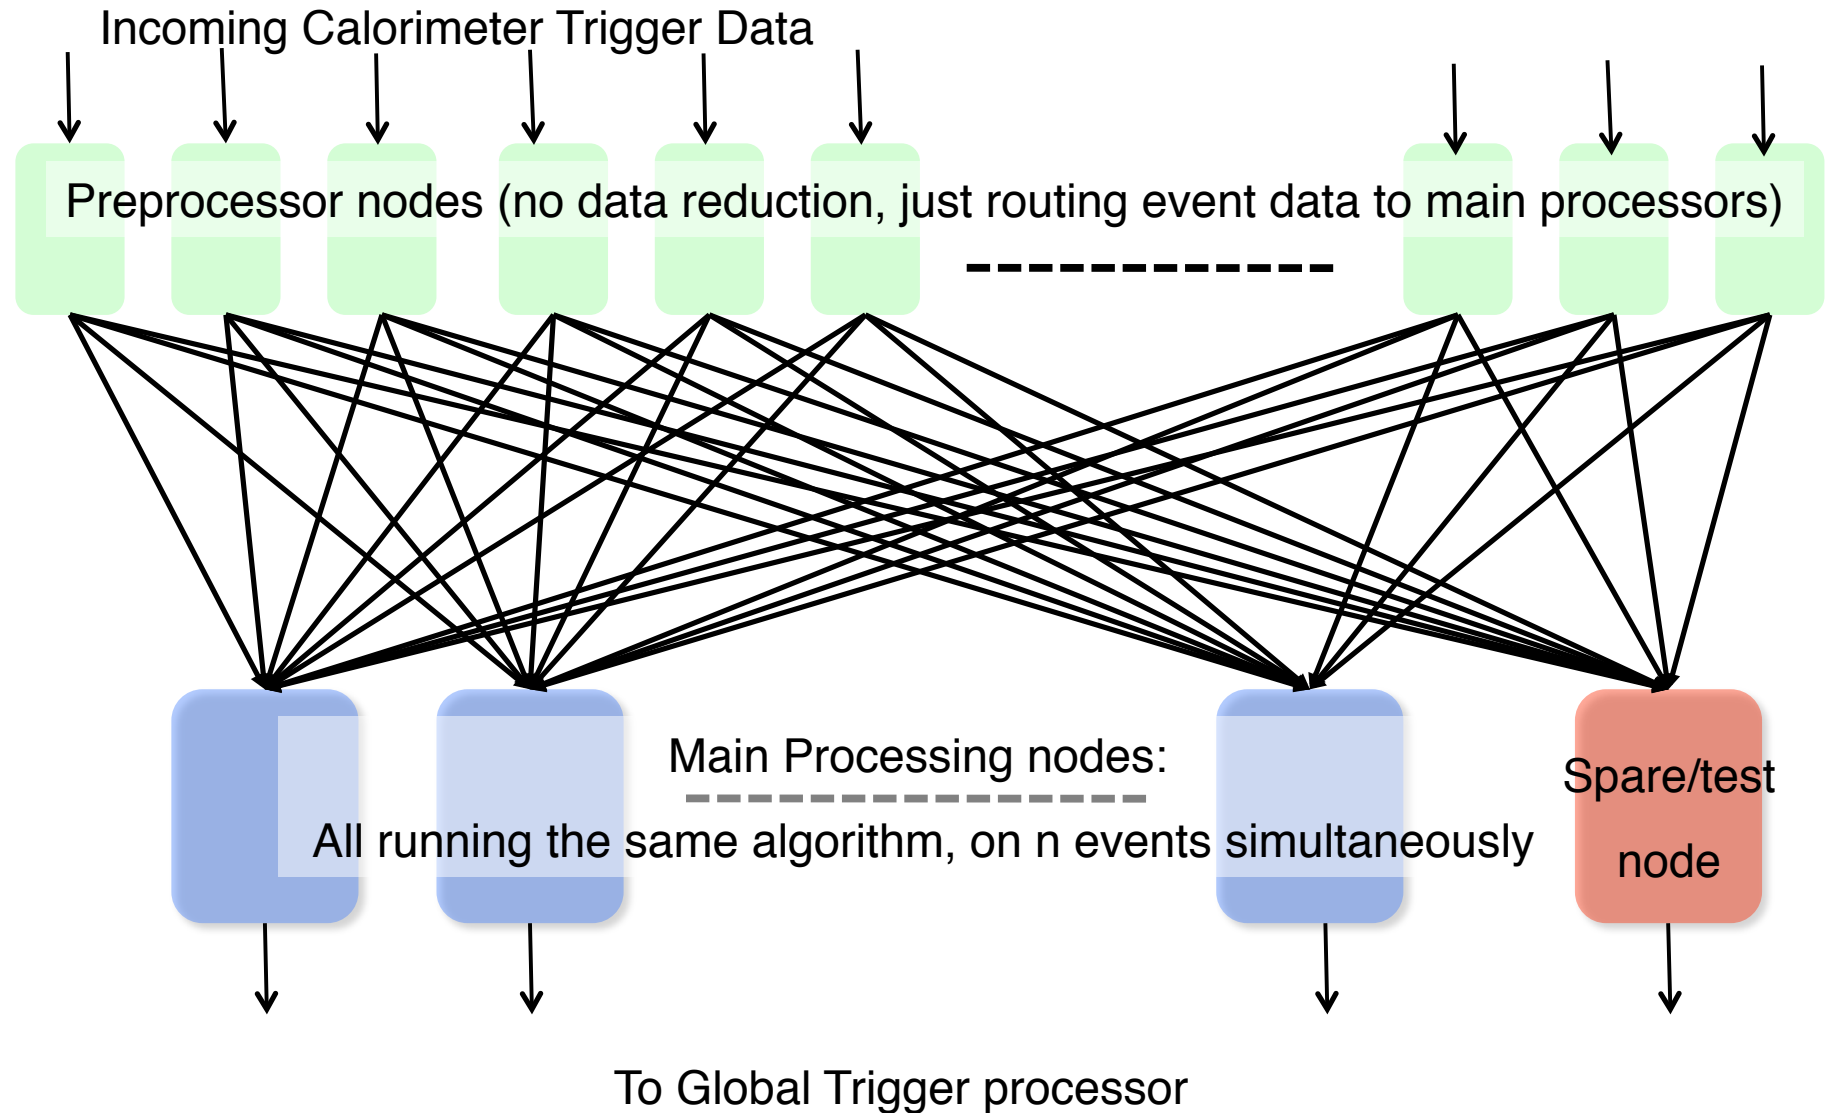 Incoming Calorimeter Trigger Data
Preprocessor nodes (no data reduction, just routing event data to main processors)
Main Processing nodes:
All running the same algorithm, on n events simultaneously
Spare/test
node
To Global Trigger processor